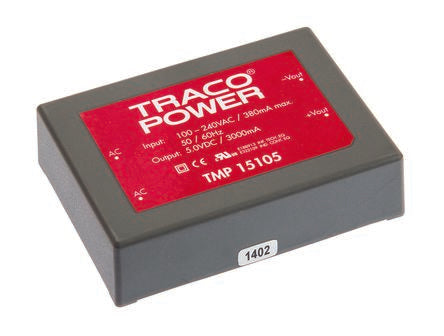 TRACO
POWER
-Vout
+Vout
Input: 100 – 240VAC / 380mA max.
50 / 60Hz
Output: 5.0VDC / 3000mA
AC
AC
TMP 15105
1402